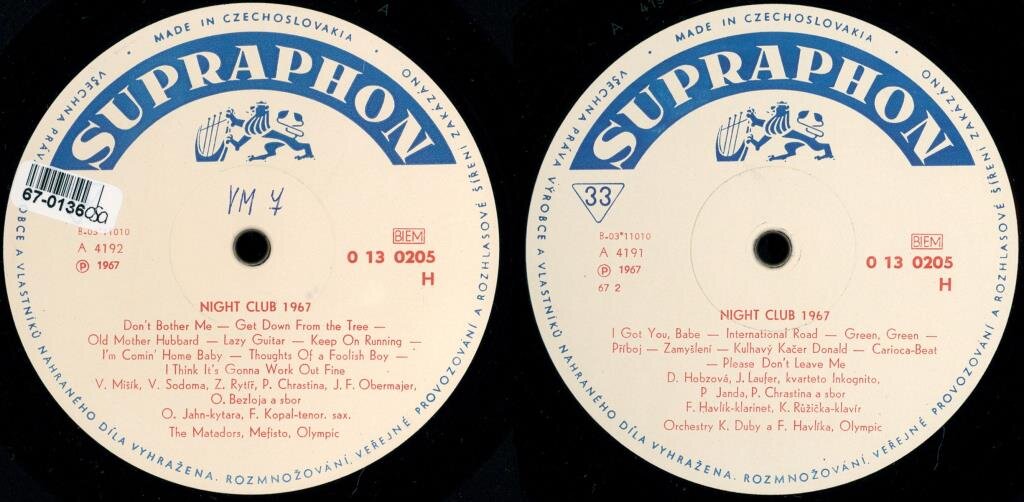 MADE IN CZECHOSLOVAKIA
SUPRAPHON
VŠECHNA PRÁVA VÝROBCE A VLASTNÍKŮ NAHRANÉHO DÍLA VYHRAŽENA. ROZMNOŽOVÁNÍ, VEŘEJNÉ PROVOZOVÁNÍ A ROZHLASOVÉ ŠÍŘENÍ ZAKÁZÁNO
67-0136
VM 7
B-03*11010
A 4192
Ⓟ 1967
BIEM
0 13 0205
H
NIGHT CLUB 1967
Don't Bother Me — Get Down From the Tree —
Old Mother Hubbard — Lazy Guitar — Keep On Running —
I'm Comin' Home Baby — Thoughts Of a Foolish Boy —
I Think It's Gonna Work Out Fine
V. Mišík, V. Sodoma, Z. Rytíř, P. Chrastina, J. F. Obermajer,
O. Bezloja a sbor
O. Jahn-kytara, F. Kopal-tenor. sax.
The Matadors, Mefisto, Olympic
MADE IN CZECHOSLOVAKIA
SUPRAPHON
VŠECHNA PRÁVA VÝROBCE A VLASTNÍKŮ NAHRANÉHO DÍLA VYHRAŽENA. ROZMNOŽOVÁNÍ, VEŘEJNÉ PROVOZOVÁNÍ A ROZHLASOVÉ ŠÍŘENÍ ZAKÁZÁNO
33
B-03*11010
A 4191
Ⓟ 1967
67 2
BIEM
0 13 0205
H
NIGHT CLUB 1967
I Got You, Babe — International Road — Green, Green —
Příboj — Zamyšlení — Kulhavý Kačer Donald — Carioca-Beat
— Please Don't Leave Me
D. Hobzová, J. Laufer, kvarteto Inkognito,
P Janda, P. Chrastina a sbor
F. Havlík-klarinet, K. Růžička-klavír
Orchestry K. Duby a F. Havlíka, Olympic